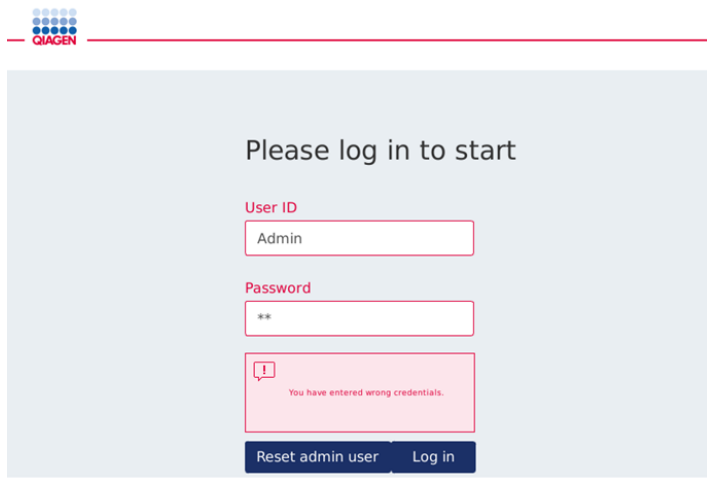 QIAGEN
Please log in to start
User ID
Admin
Password
**
!
You have entered wrong credentials.
Reset admin user Log in